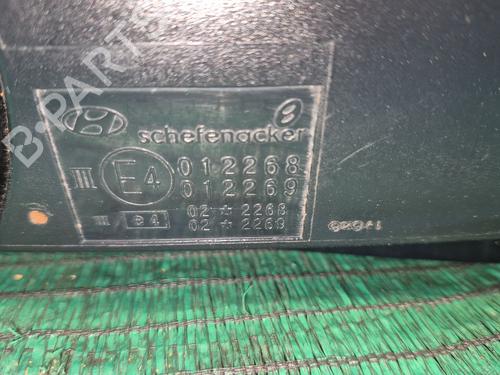 B-PARTS
schefenacker
III E4 012268
012269
III e4 02*2268
02*2269